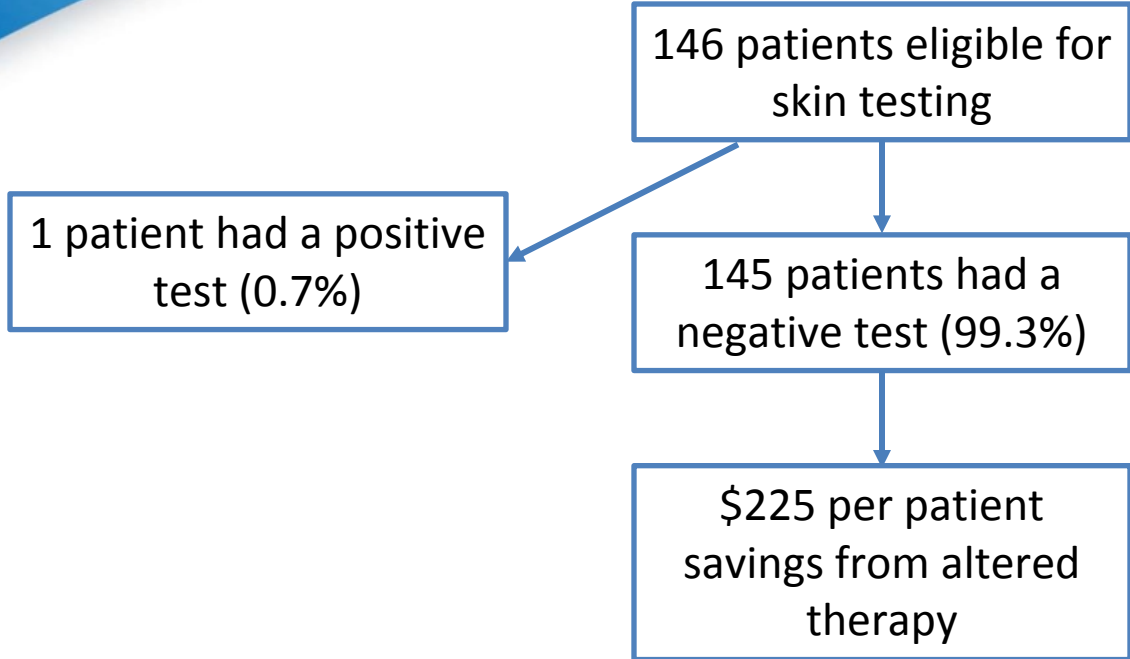 146 patients eligible for
skin testing
1 patient had a positive
test (0.7%)
145 patients had a
negative test (99.3%)
$225 per patient
savings from altered
therapy